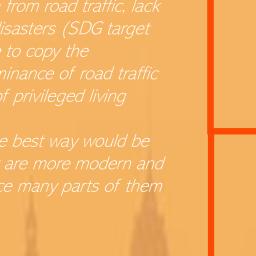 from road traffic, lack
disasters (SDG target
to copy the
minance of road traffic
of privileged living
best way would be
are more modern and
many parts of them